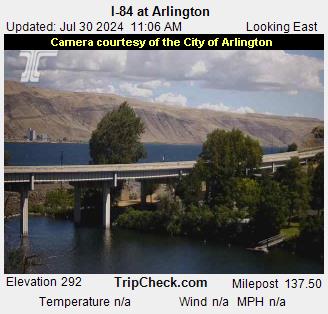 I-84 at Arlington
Updated: Jul 30 2024 11:06 AM Looking East
Camera courtesy of the City of Arlington
Elevation 292 TripCheck.com Milepost 137.50
Temperature n/a Wind n/a MPH n/a